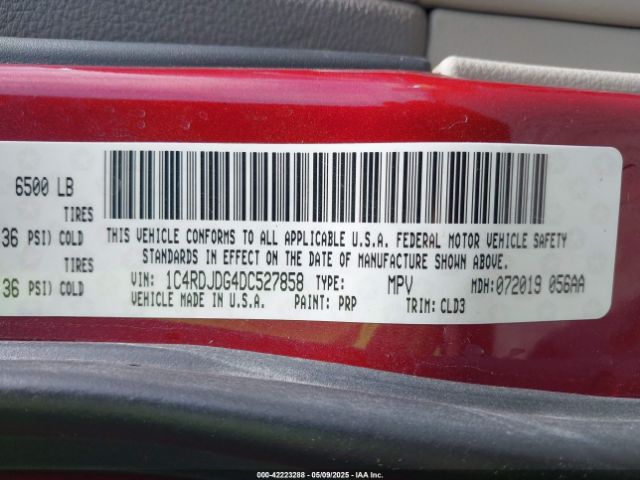 6500 LB
TIRES
36 PSI) COLD
TIRES
36 PSI) COLD
THIS VEHICLE CONFORMS TO ALL APPLICABLE U.S.A. FEDERAL MOTOR VEHICLE SAFETY
STANDARDS IN EFFECT ON THE DATE OF MANUFACTURE SHOWN ABOVE.
VIN: 1C4RDJDG4DC527858 TYPE: MPV MDH:072019 056AA
VEHICLE MADE IN U.S.A. PAINT: PRP TRIM: CLD3
000-42223288 - 05/09/2025 - IAA Inc.